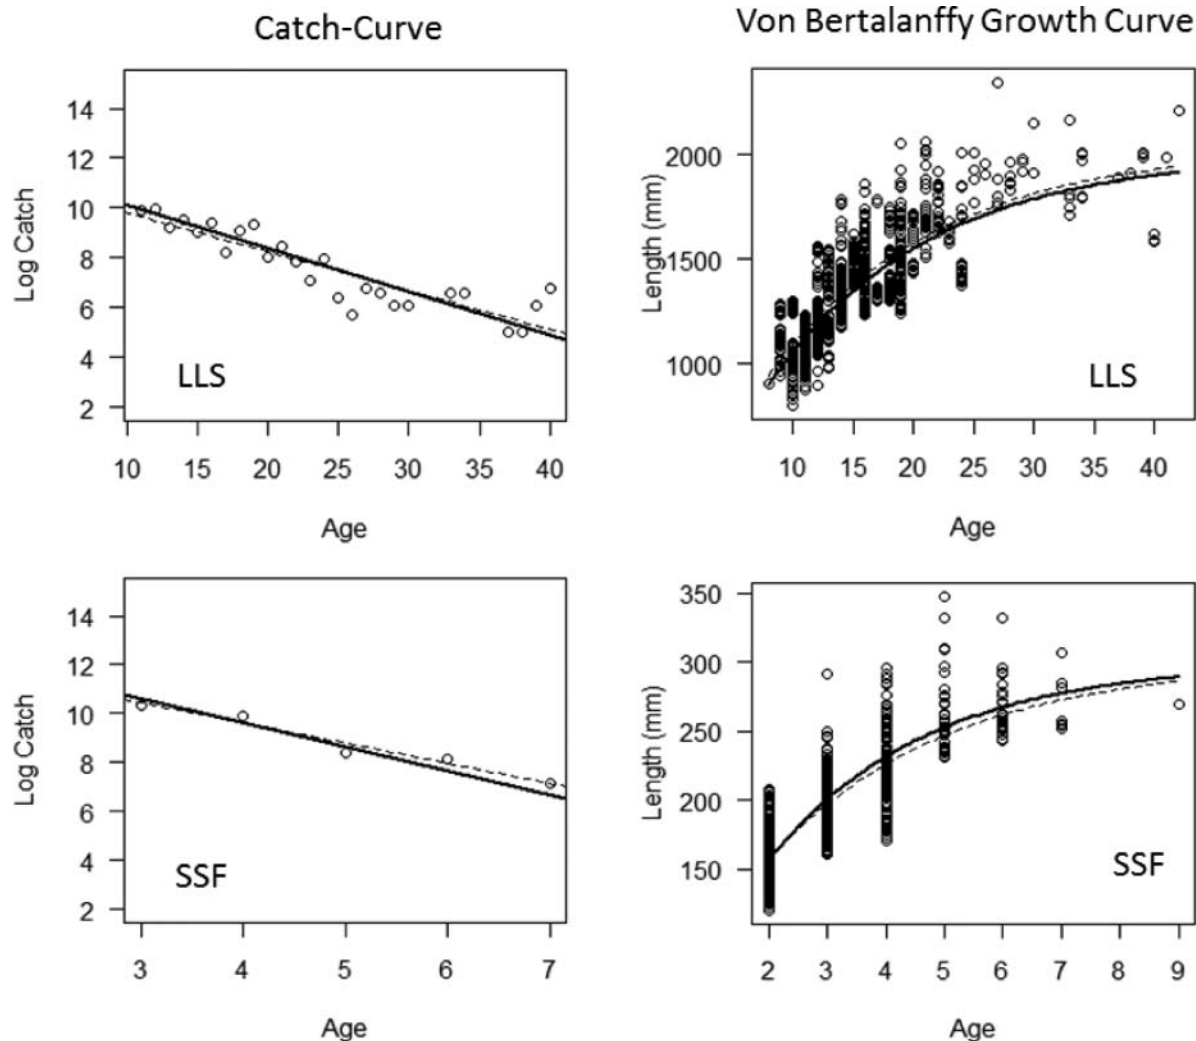 Catch-Curve
Von Bertalanffy Growth Curve
Log Catch
14
12
10
8
6
4
2
LLS
10 15 20 25 30 35 40
Age
Length (mm)
2000
1500
1000
LLS
10 15 20 25 30 35 40
Age
Log Catch
14
12
10
8
6
4
2
SSF
3 4 5 6 7
Age
Length (mm)
350
300
250
200
150
SSF
2 3 4 5 6 7 8 9
Age